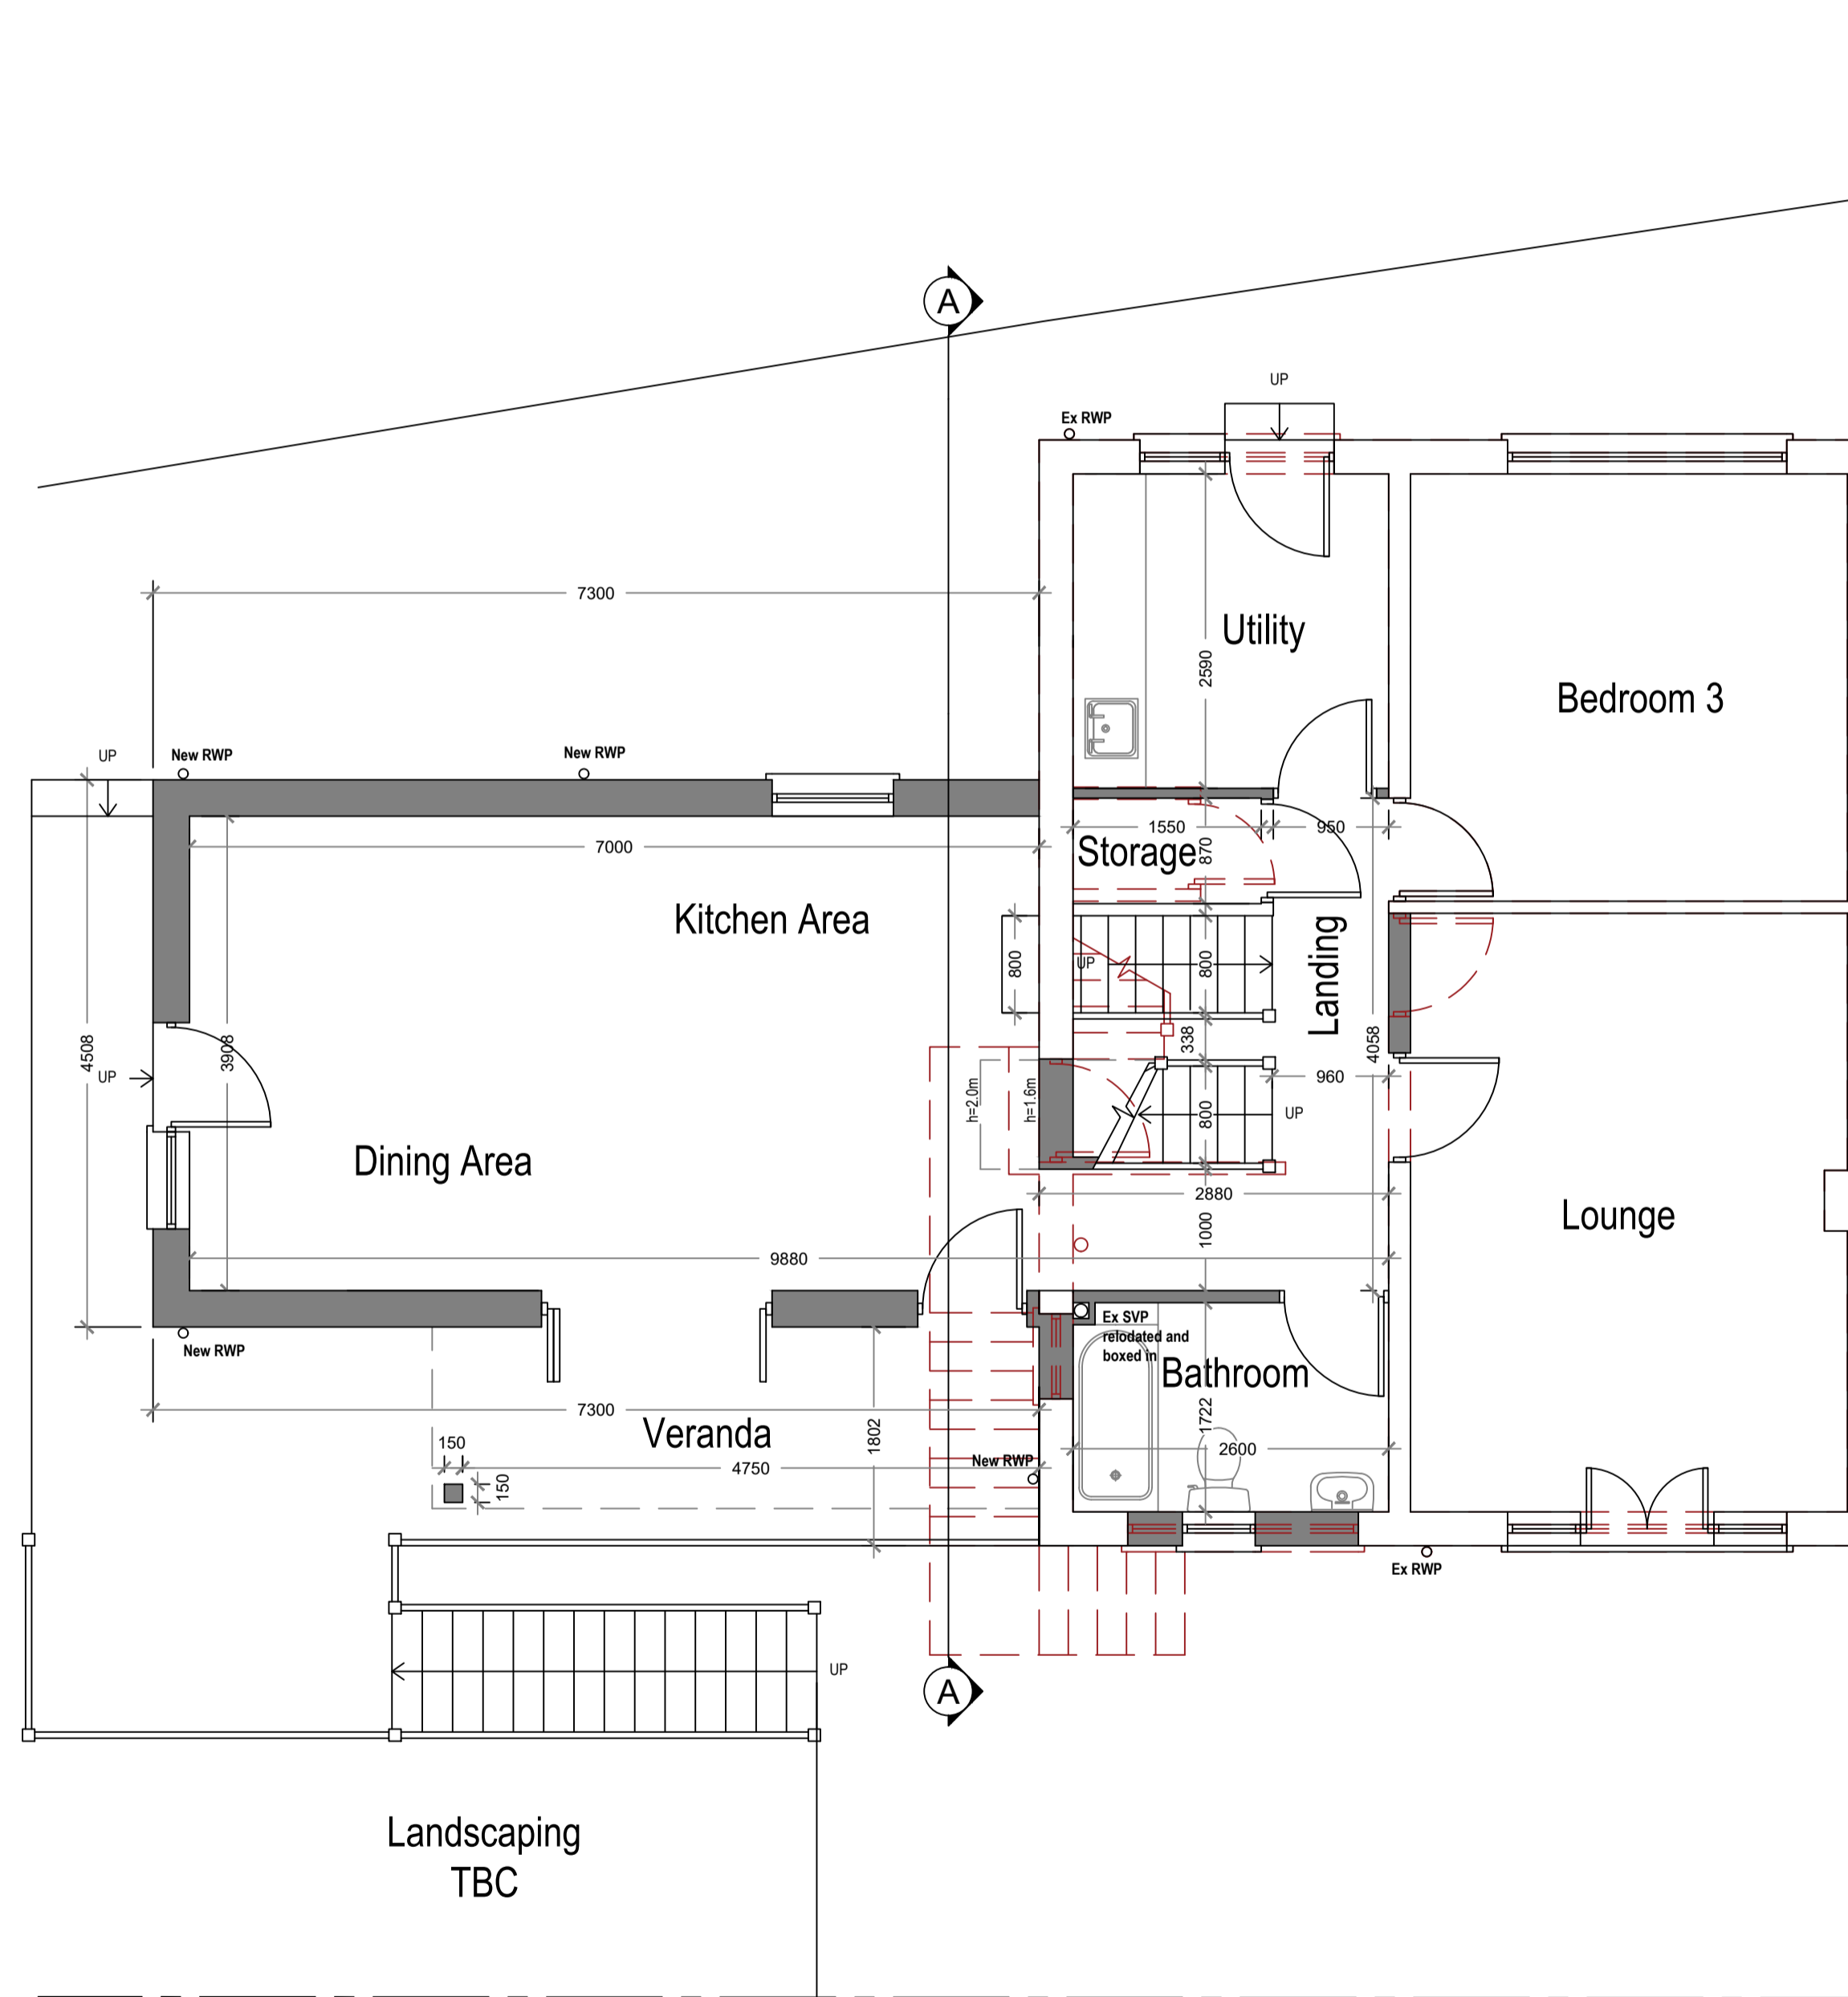 A
UP
Ex RWP
7300
Utility
2590
Bedroom 3
UP
New RWP
New RWP
1550
950
7000
Storage
870
Kitchen Area
800
UP
800
Landing
338
4508
3908
4058
UP
h=2.0m
h=1.6m
960
800
UP
Dining Area
2880
Lounge
1000
9880
Ex SVP
relodated and
boxed in
New RWP
Bathroom
7300
1722
Veranda
1802
150
2600
4750
New RWP
150
Ex RWP
UP
A
Landscaping
TBC